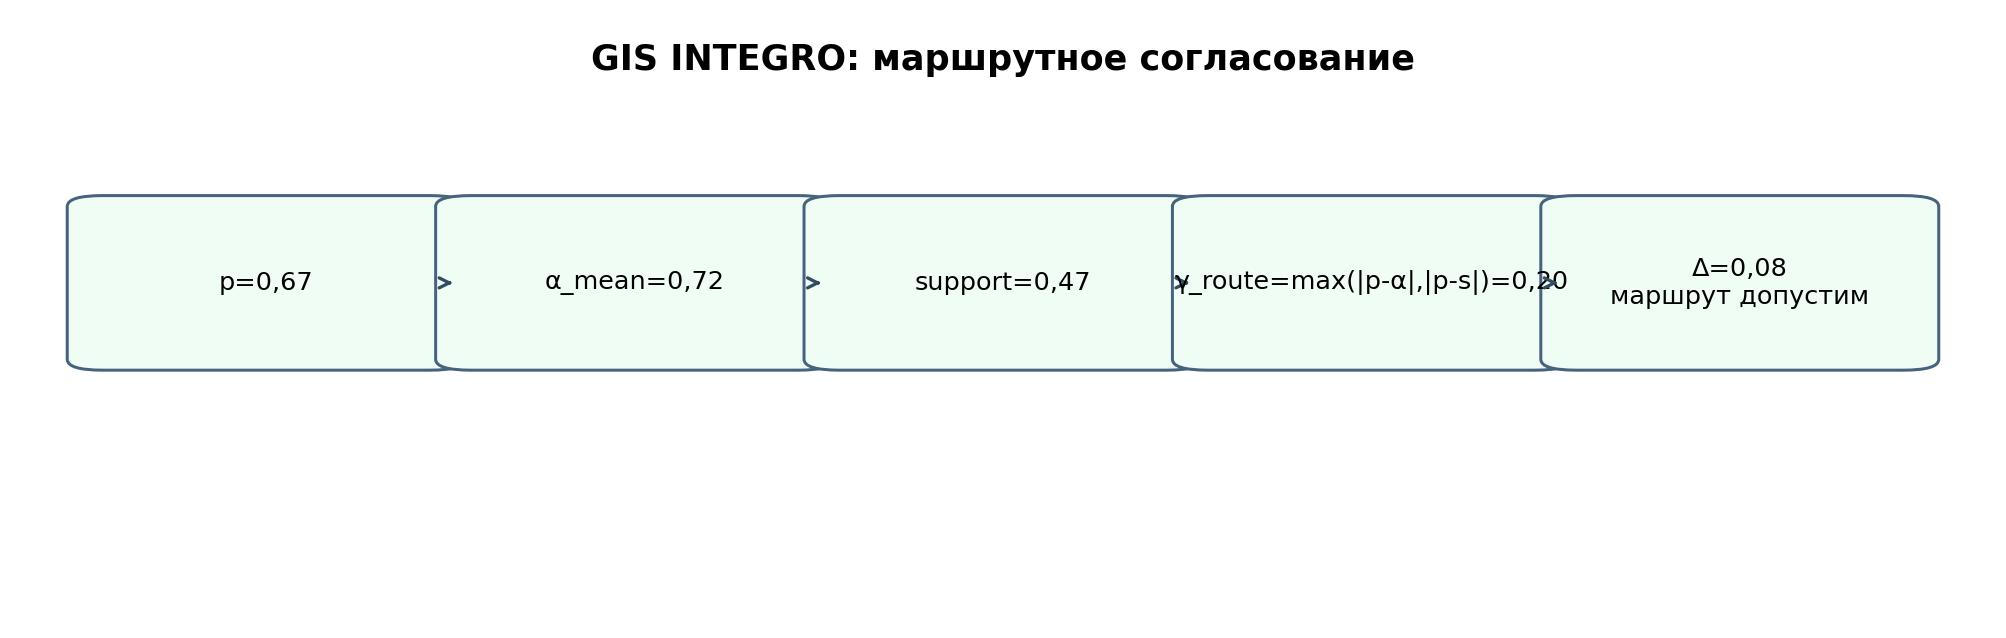 GIS INTEGRO: маршрутное согласование
p=0,67
α_mean=0,72
support=0,47
γ_route=max(|p-α|,|p-s|)=0,20
Δ=0,08
маршрут допустим